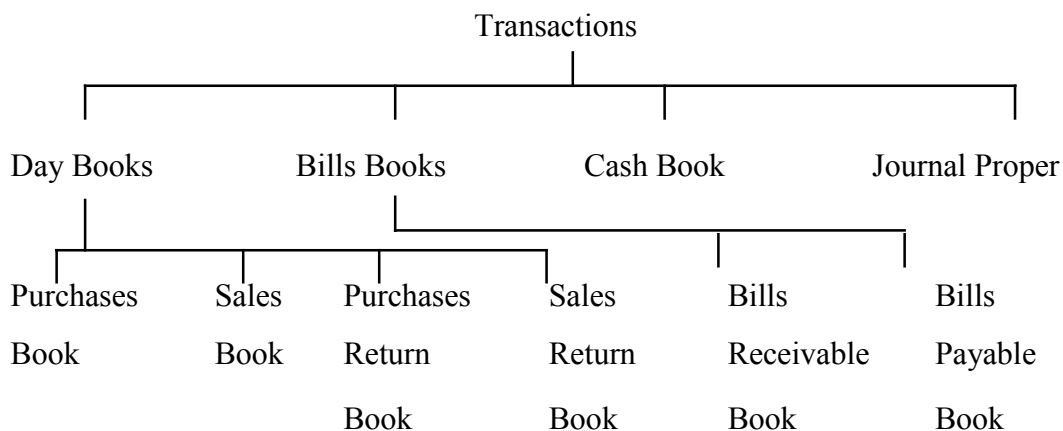 Transactions
Day Books Bills Books Cash Book Journal Proper
Purchases Sales Purchases Sales Bills Bills
Book Book Return Return Receivable Payable
Book Book Book Book